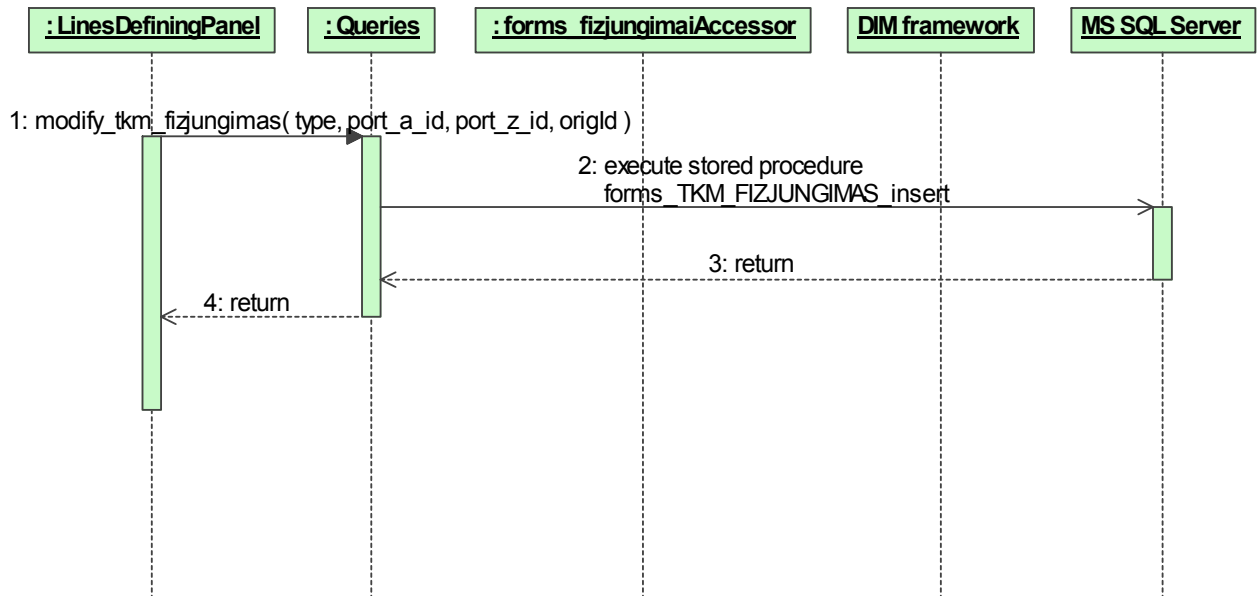 : LinesDefiningPanel
: Queries
: forms_fizjungimaiAccessor
DIM framework
MS SQL Server
1: modify_tkm_fizjungimas( type, port_a_id, port_z_id, origId )
2: execute stored procedure
forms_TKM_FIZJUNGIMAS_insert
3: return
4: return